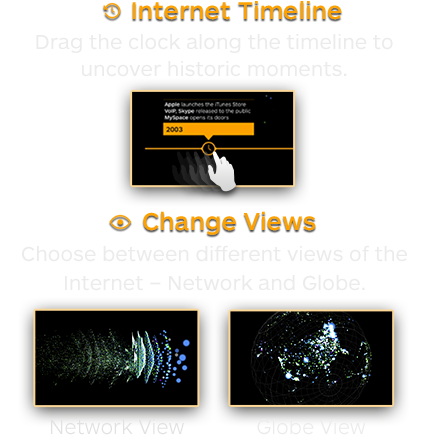 Internet Timeline
Drag the clock along the timeline to
uncover historic moments.
Apple launches the iTunes Store
VoIP, Skype released to the public
MySpace opens its doors
2003
Change Views
Choose between different views of the
Internet – Network and Globe.
Network View
Globe View